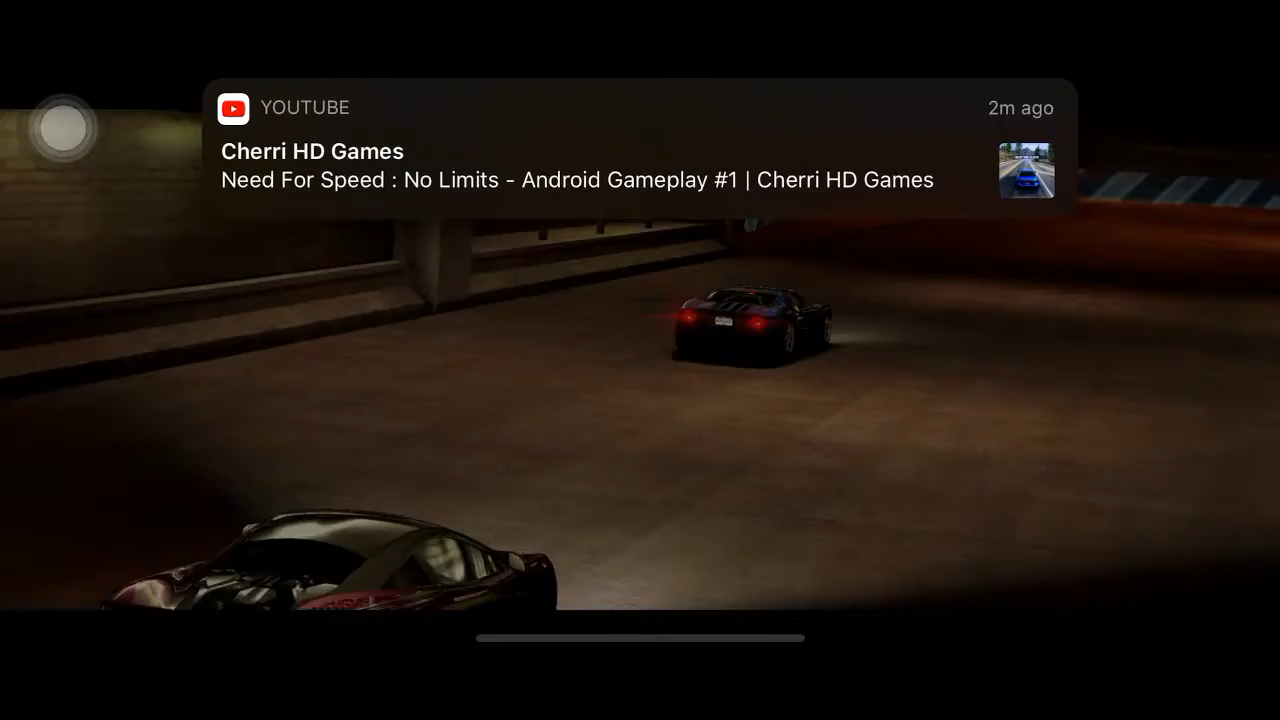 YOUTUBE
2m ago
Cherri HD Games
Need For Speed : No Limits - Android Gameplay #1 | Cherri HD Games